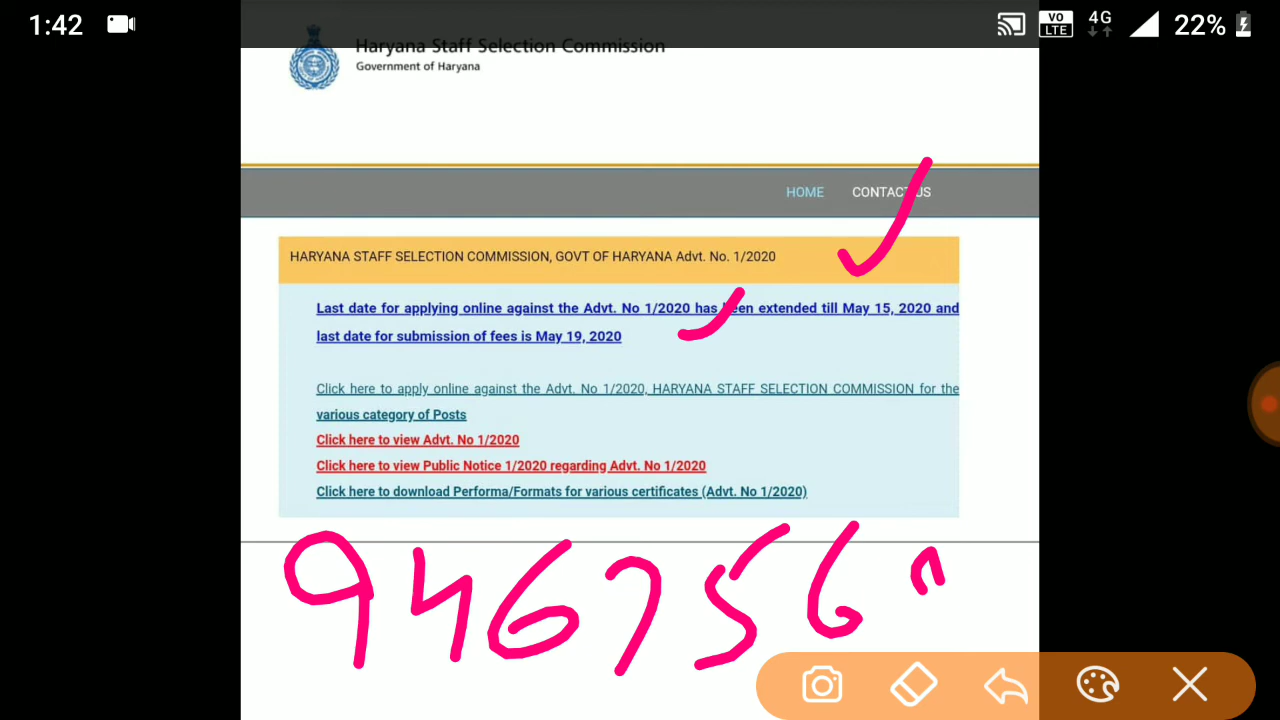 1:42 VO LTE 4G 22%
Haryana Staff Selection Commission
Government of Haryana
HOME CONTACT US
HARYANA STAFF SELECTION COMMISSION, GOVT OF HARYANA Advt. No. 1/2020
Last date for applying online against the Advt. No 1/2020 has been extended till May 15, 2020 and
last date for submission of fees is May 19, 2020
Click here to apply online against the Advt. No 1/2020, HARYANA STAFF SELECTION COMMISSION for the
various category of Posts
Click here to view Advt. No 1/2020
Click here to view Public Notice 1/2020 regarding Advt. No 1/2020
Click here to download Performa/Formats for various certificates (Advt. No 1/2020)
946756